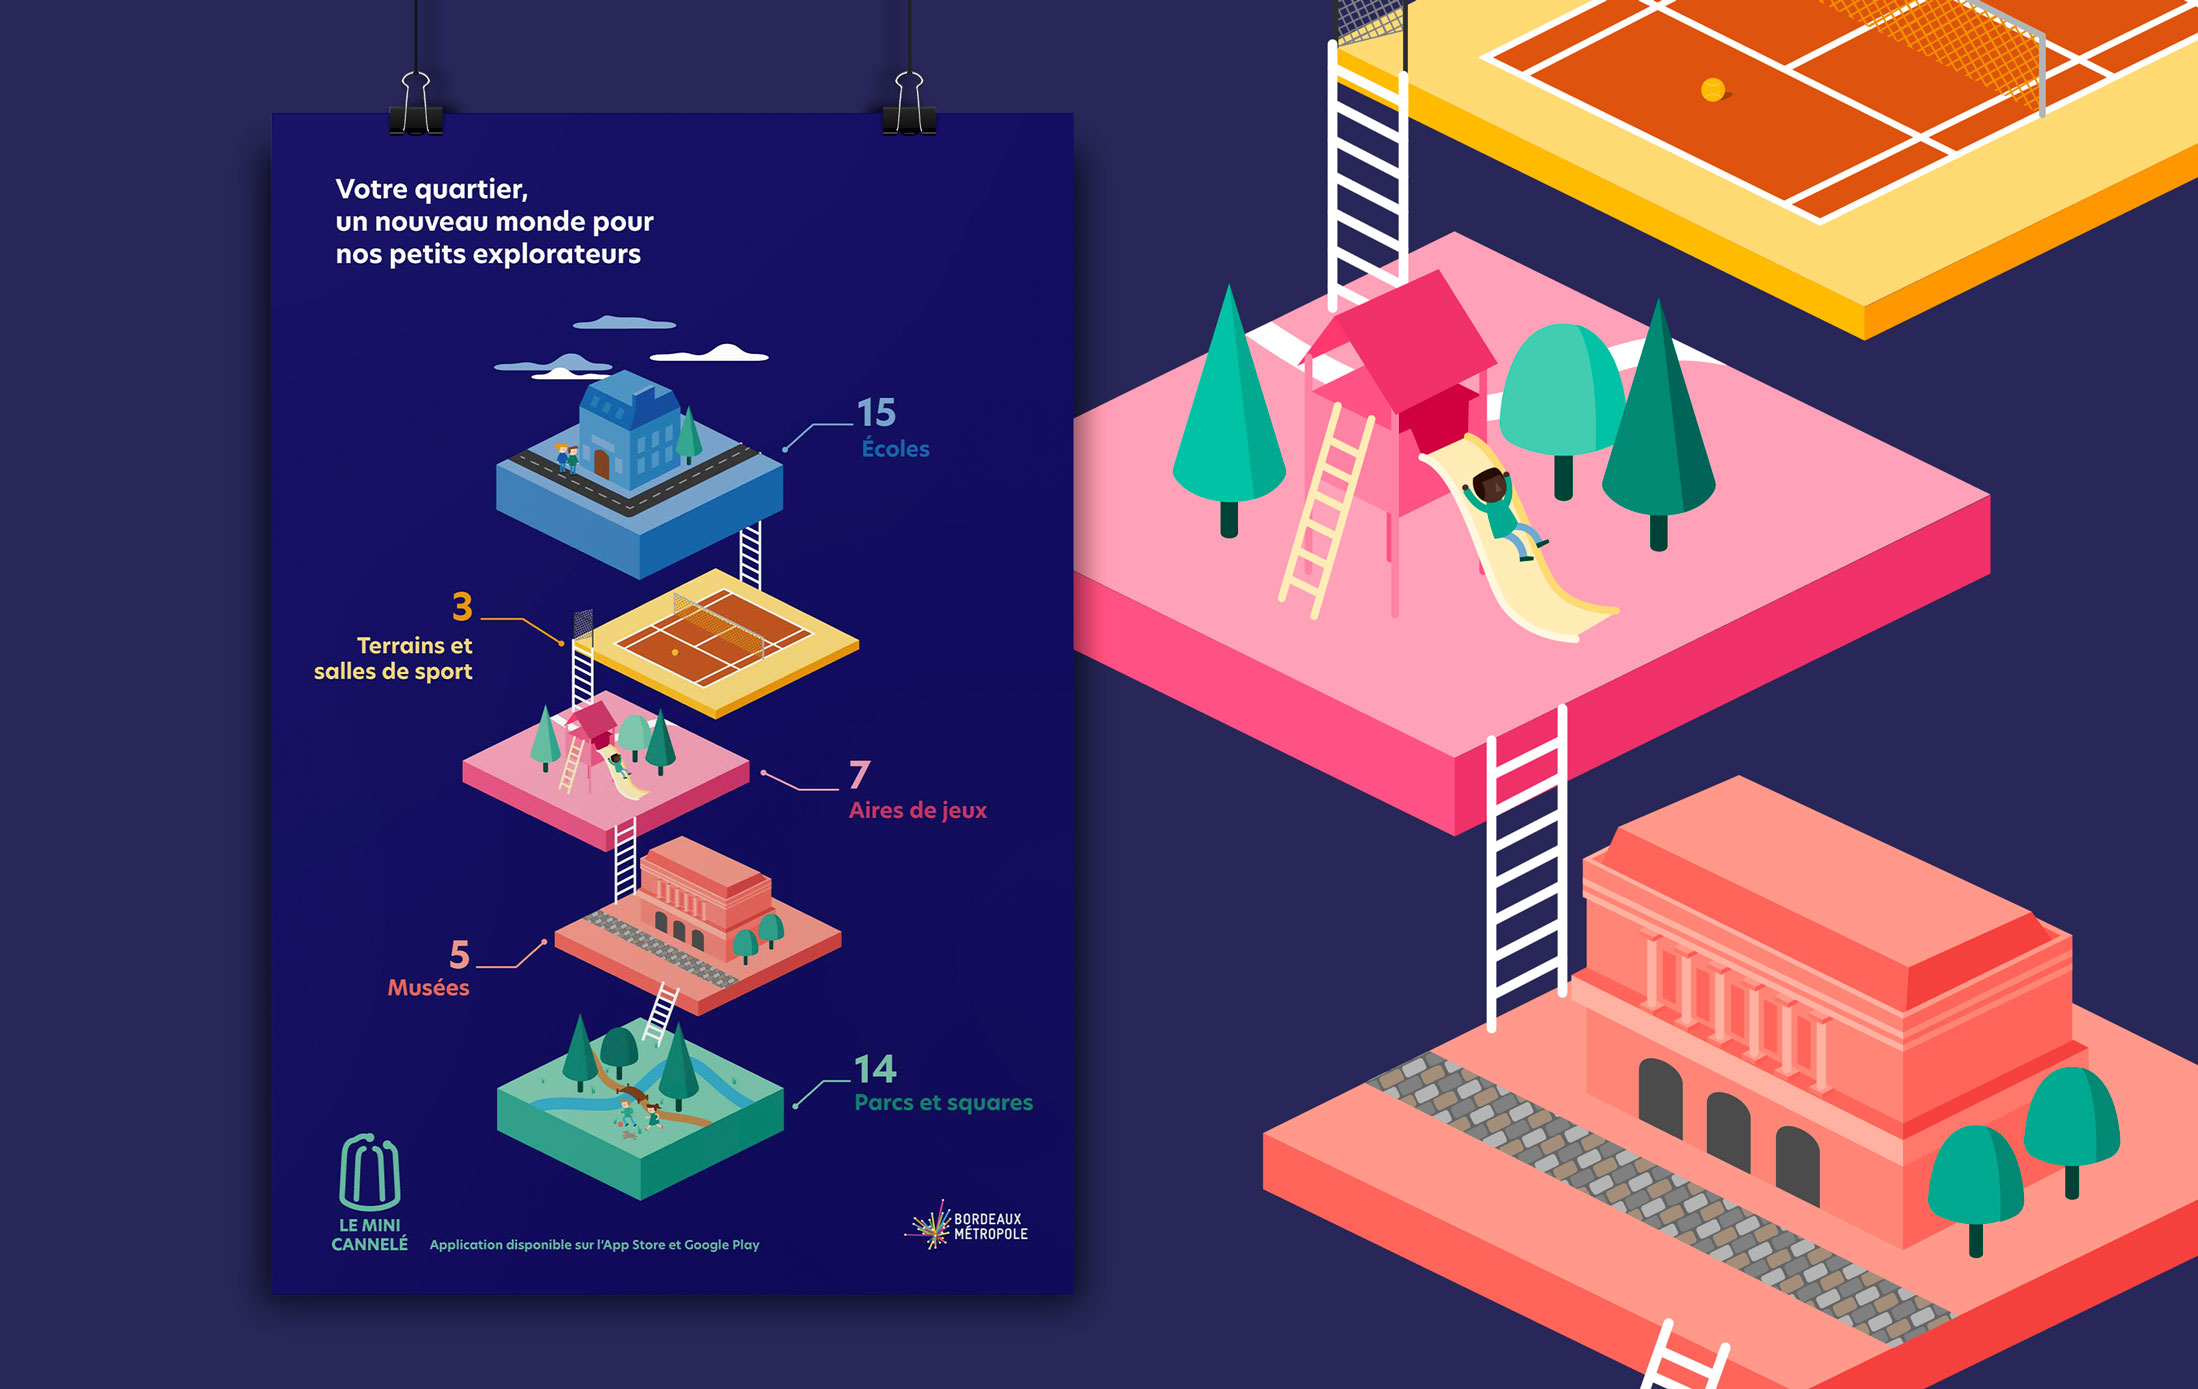 Votre quartier,
un nouveau monde pour
nos petits explorateurs
15
Écoles
3
Terrains et
salles de sport
7
Aires de jeux
5
Musées
14
Parcs et squares
LE MINI
CANNELÉ
Application disponible sur l'App Store et Google Play
BORDEAUX
MÉTROPOLE